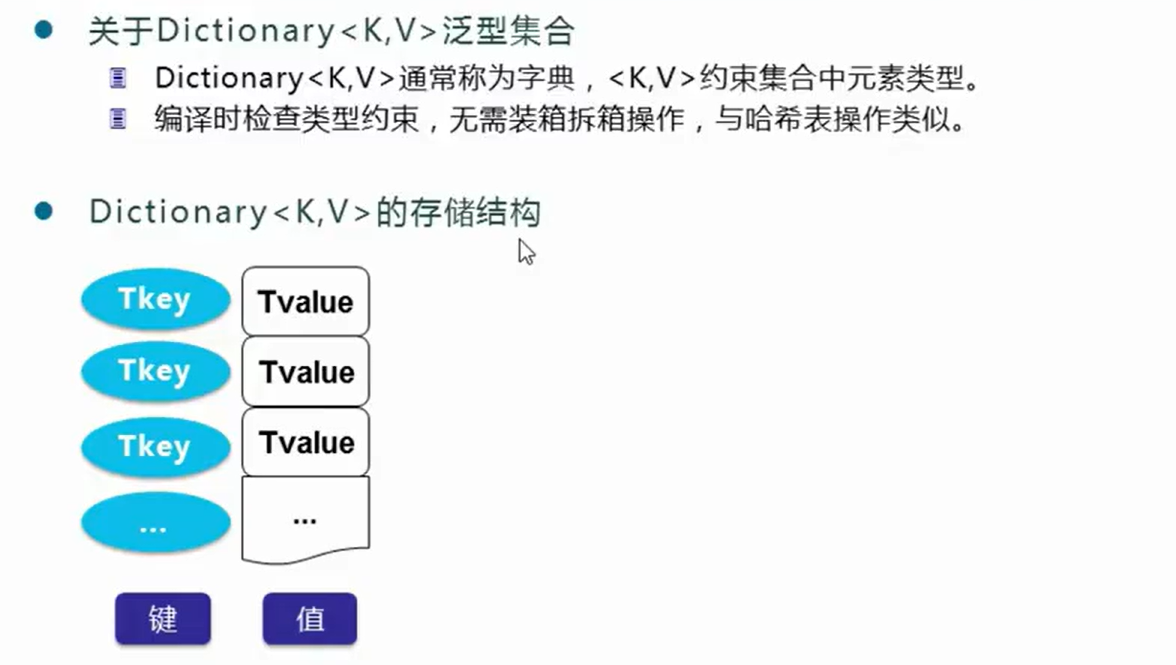 关于Dictionary<K,V>泛型集合
Dictionary<K,V>通常称为字典，<K,V>约束集合中元素类型。
编译时检查类型约束，无需装箱拆箱操作，与哈希表操作类似。
Dictionary<K,V>的存储结构
Tkey Tvalue
Tkey Tvalue
Tkey Tvalue
... ...
键 值